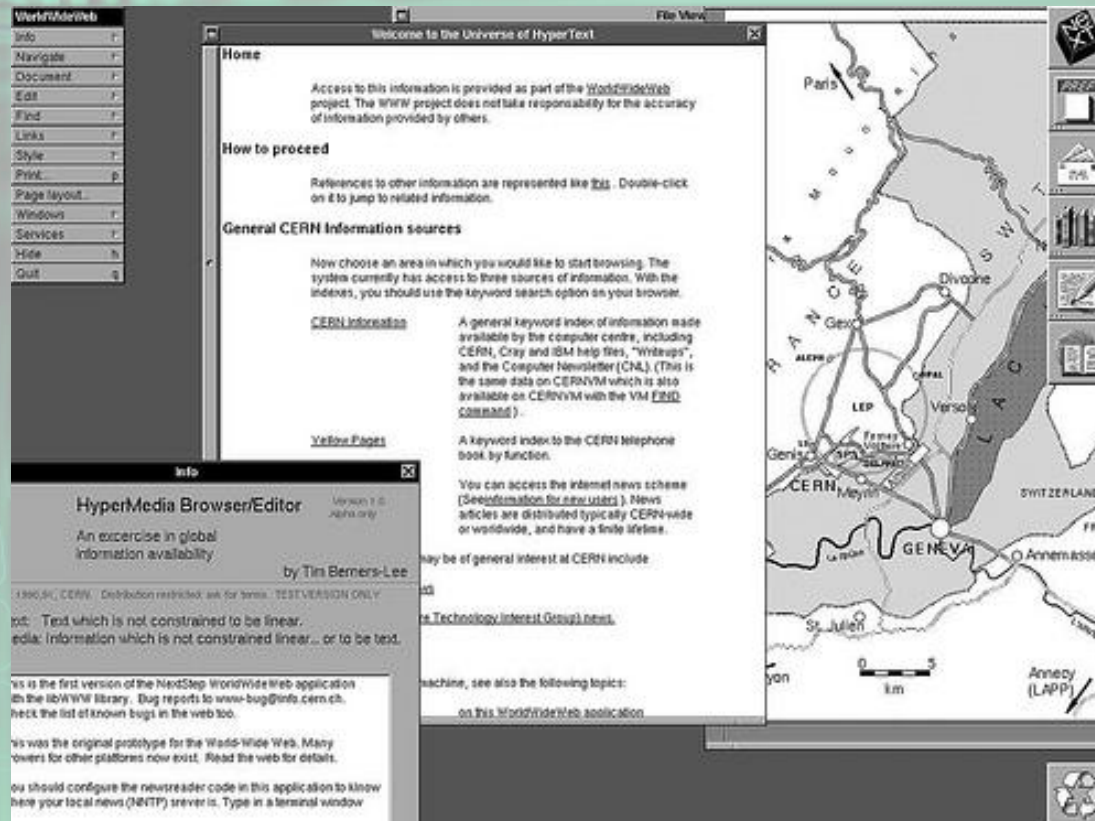 WorldWideWeb
Info
Navigate
Document
Edit
Find
Links
Style
Print... p
Page layout...
Windows
Services
Hide h
Quit q
File View
Welcome to the Universe of HyperText
Home
Access to this information is provided as part of the WorldWideWeb
project. The WWW project does not take responsibility for the accuracy
of information provided by others.
How to proceed
References to other information are represented like this . Double-click
on it to jump to related information.
General CERN Information sources
Now choose an area in which you would like to start browsing. The
system currently has access to three sources of information. With the
indexes, you should use the keyword search option on your browser.
CERN Information
A general keyword index of information made
available by the computer centre, including
CERN, Cray and IBM help files, "Writeups",
and the Computer Newsletter (CNL). (This is
the same data on CERNVM which is also
available on CERNVM with the VM FIND
command ) .
Yellow Pages
A keyword index to the CERN telephone
book by function.
You can access the internet news scheme
(See information for new users ). News
articles are distributed typically CERN-wide
or worldwide, and have a finite lifetime.
may be of general interest at CERN include
Technology Interest Group) news.
machine, see also the following topics:
on this WorldWideWeb application
Info
HyperMedia Browser/Editor
Version 1.0
Alpha only
An excercise in global
information availability
by Tim Berners-Lee
1990,91, CERN. Distribution restricted: ask for terms. TEST VERSION ONLY
Text which is not constrained to be linear.
Information which is not constrained linear... or to be text.
is the first version of the NextStep WorldWideWeb application
the libWWW library. Bug reports to www-bug@info.cern.ch.
the list of known bugs in the web too.
was the original prototype for the World-Wide Web. Many
for other platforms now exist. Read the web for details.
should configure the newsreader code in this application to know
your local news (NNTP) srever is. Type in a terminal window
Paris
FRANCE
SWIT
Divonne
Gex
ALEPH
OPAL
LEP
Versoix
LAC
Ferney
Voltaire
Genis
SPS
DELPHI
CERN
Meyrin
GENEVA
SWITZERLAND
FR
Annemasse
St. Julien
0 5
km
Annecy
(LAPP)